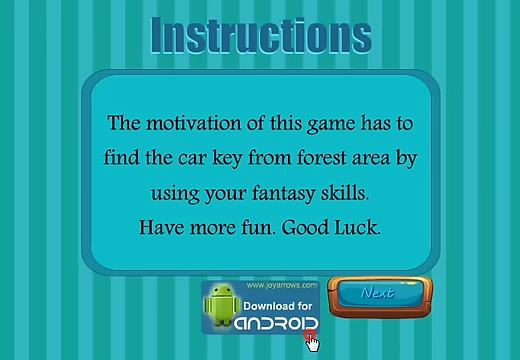 Instructions
The motivation of this game has to
find the car key from forest area by
using your fantasy skills.
Have more fun. Good Luck.
www.joyarrows.com
Download for
ANDROID
Next